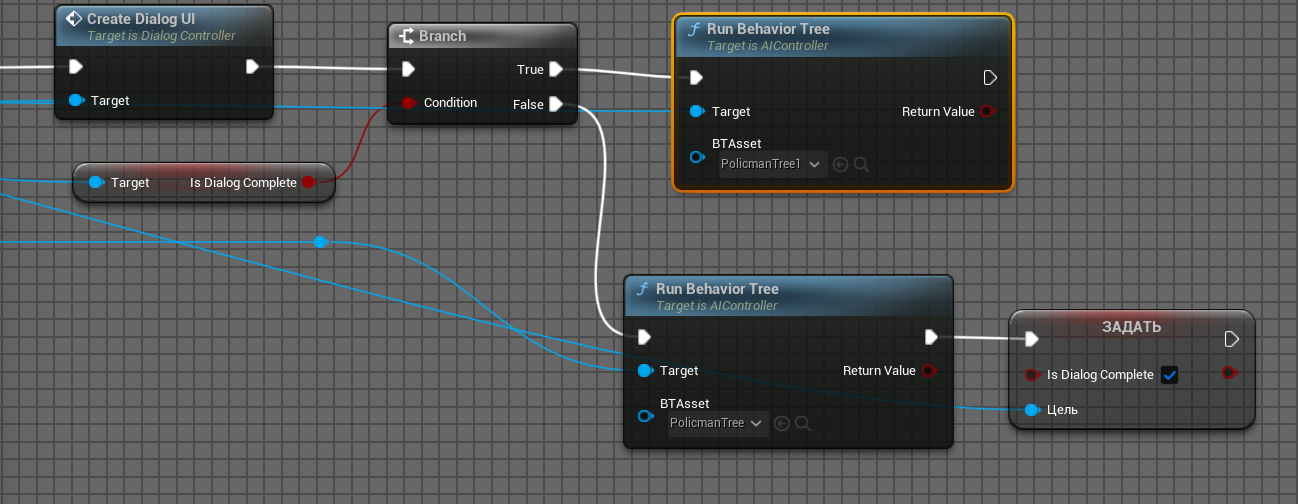 Create Dialog UI
Target is Dialog Controller
Target
Branch
True
Condition
False
Run Behavior Tree
Target is AIController
Target
Return Value
BTAsset
PolicmanTree1
Target
Is Dialog Complete
Run Behavior Tree
Target is AIController
Target
Return Value
BTAsset
PolicmanTree
ЗАДАТЬ
Is Dialog Complete
Цель